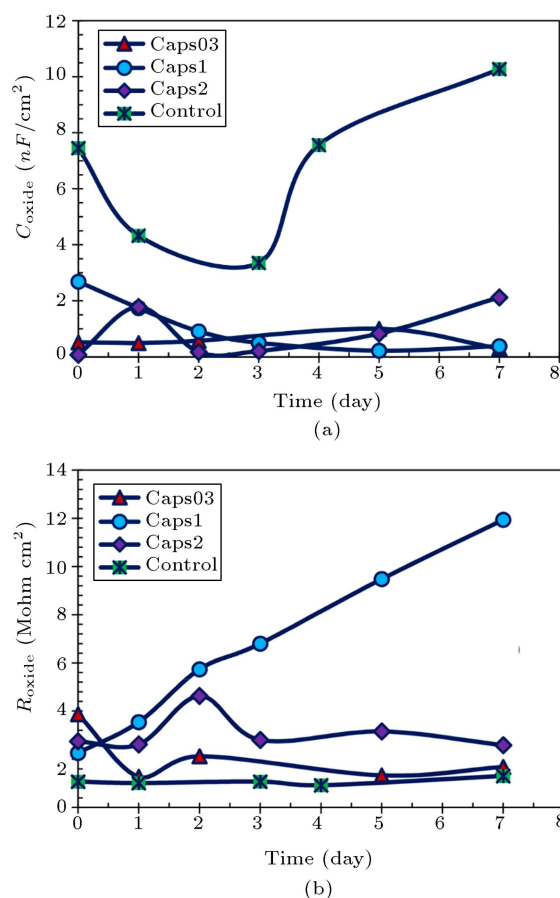 12
10
8
6
4
2
0
C_oxide (nF/cm²)
Caps03
Caps1
Caps2
Control
0 1 2 3 4 5 6 7 8
Time (day)
(a)
14
12
10
8
6
4
2
0
R_oxide (Mohm cm²)
Caps03
Caps1
Caps2
Control
0 1 2 3 4 5 6 7 8
Time (day)
(b)